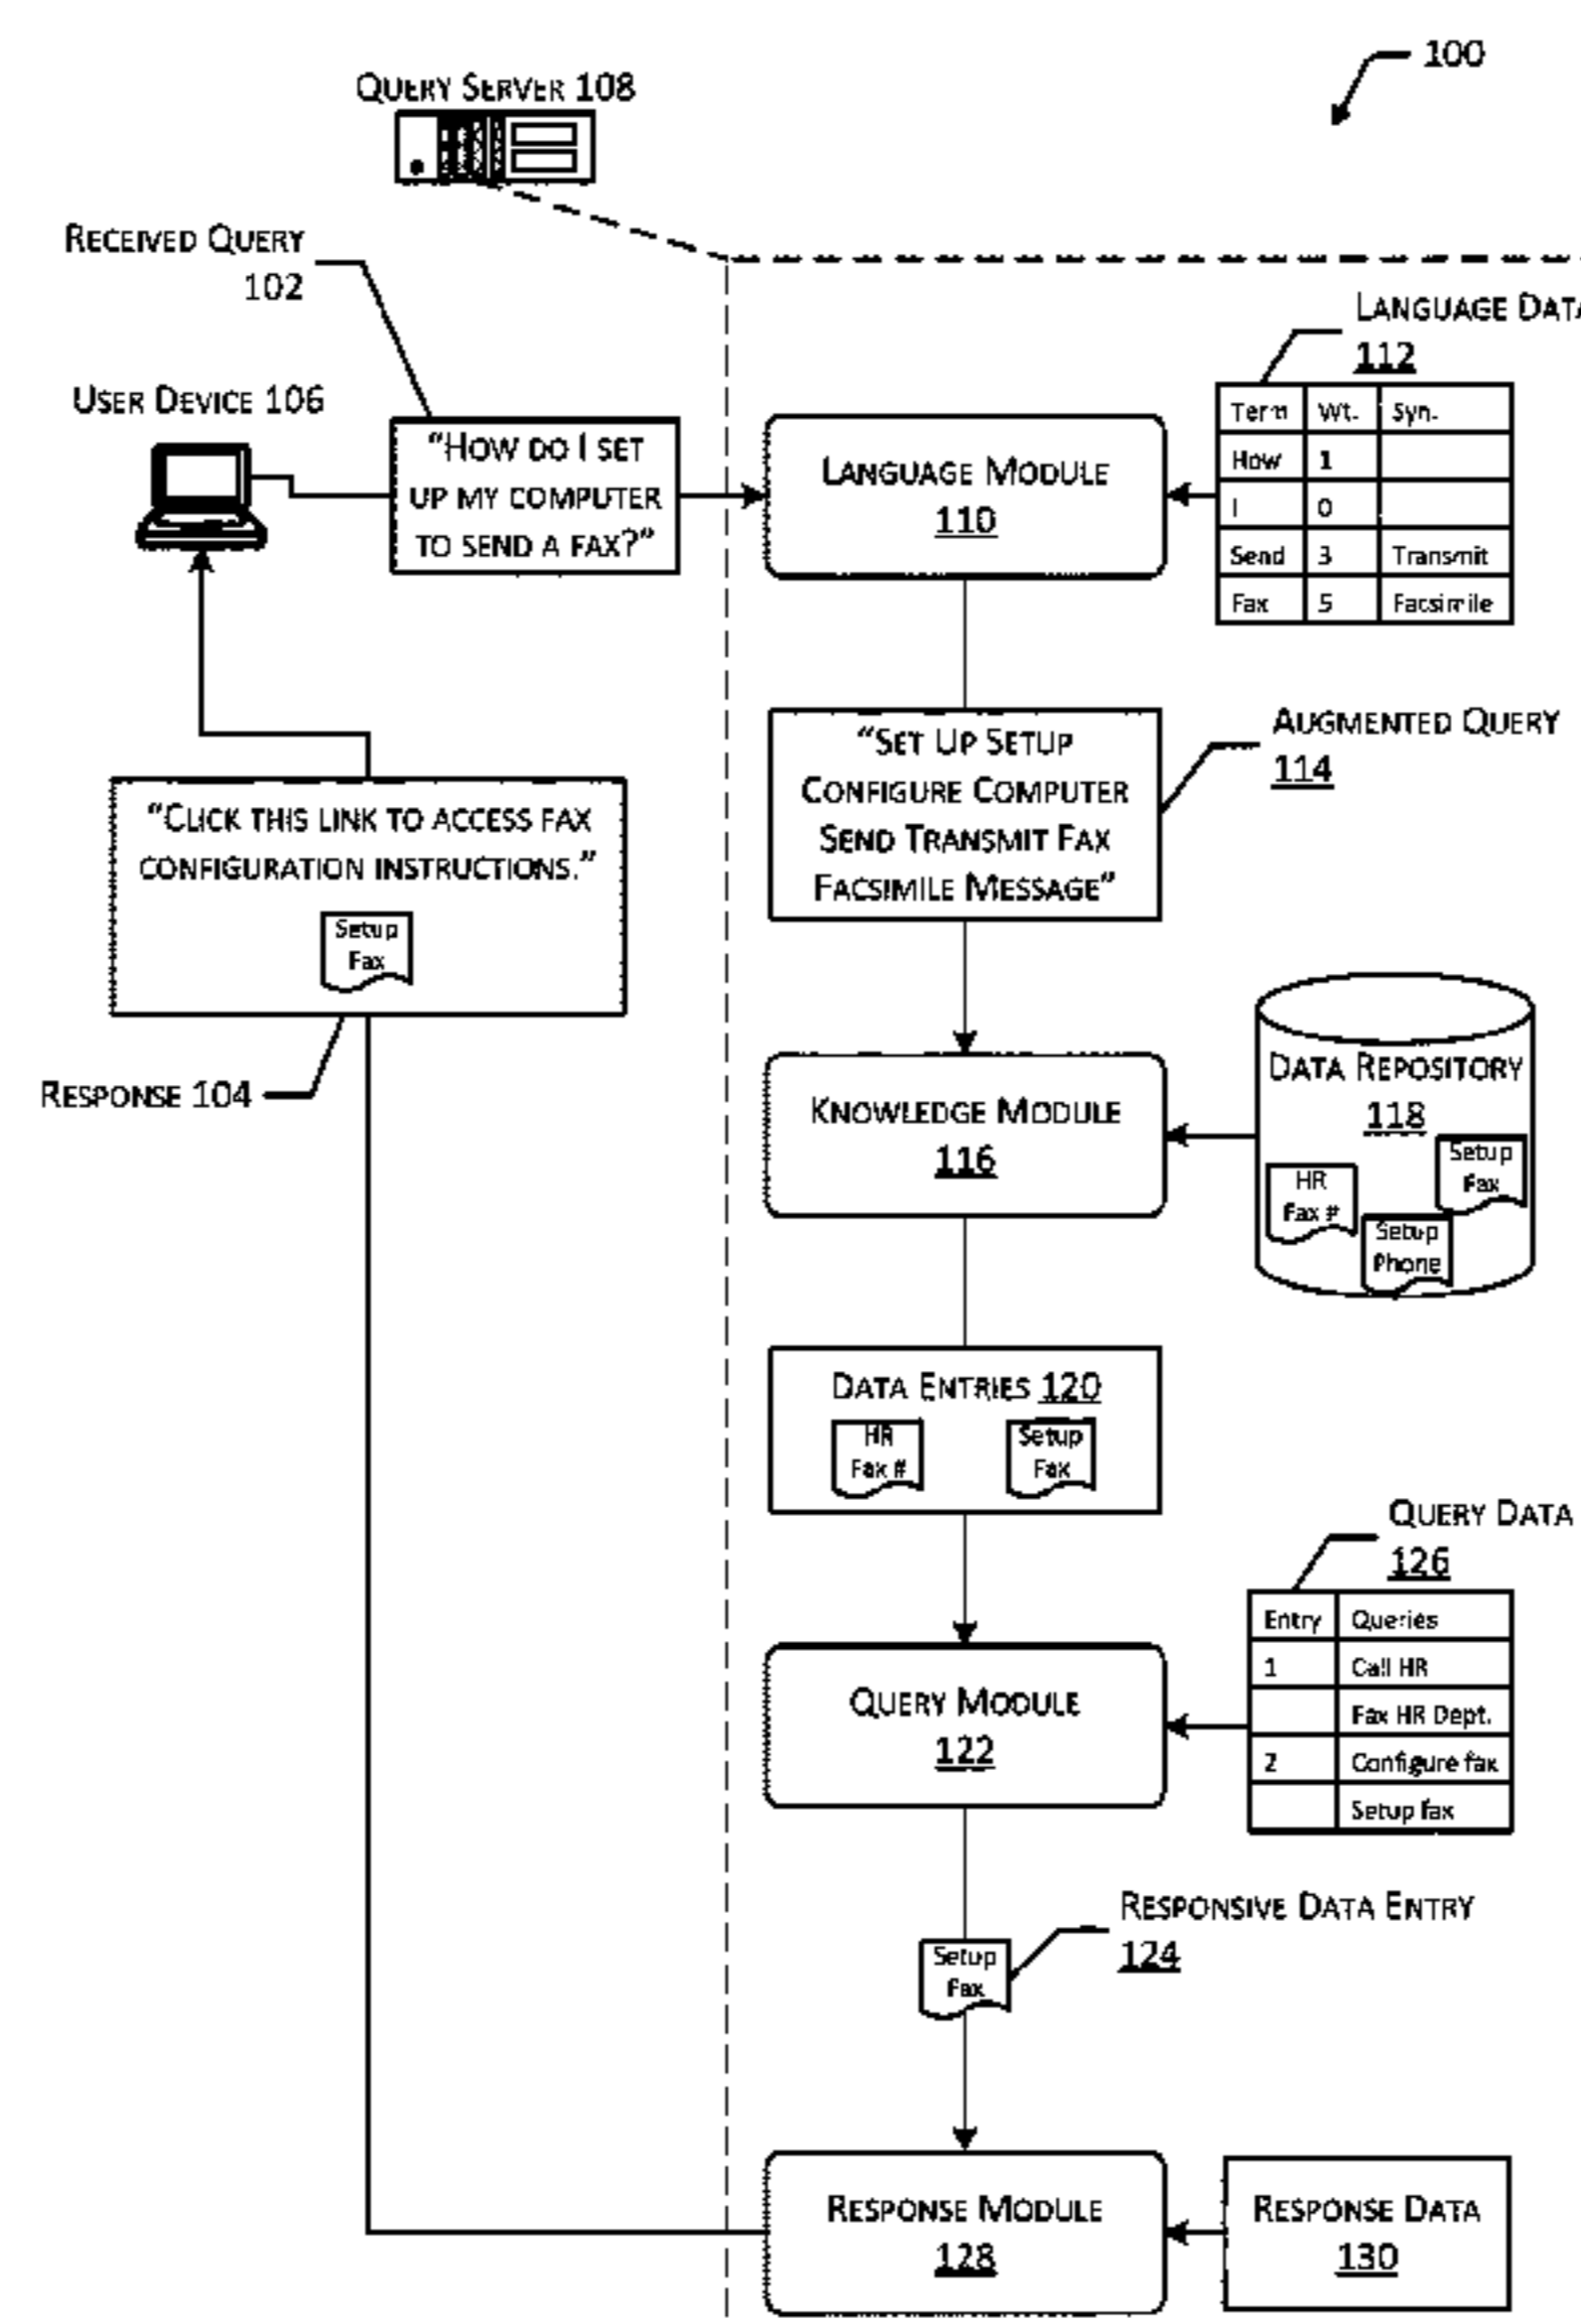 100
QUERY SERVER 108
RECEIVED QUERY
102
LANGUAGE DATA
112
USER DEVICE 106
"HOW DO I SET
UP MY COMPUTER
TO SEND A FAX?"
LANGUAGE MODULE
110
Term Wt. Syn.
How 1
I 0
Send 3 Transmit
Fax 5 Facsimile
"SET UP SETUP
CONFIGURE COMPUTER
SEND TRANSMIT FAX
FACSIMILE MESSAGE"
AUGMENTED QUERY
114
"CLICK THIS LINK TO ACCESS FAX
CONFIGURATION INSTRUCTIONS."
Setup
Fax
RESPONSE 104
KNOWLEDGE MODULE
116
DATA REPOSITORY
118
HR
Fax #
Setup
Fax
Setup
Phone
DATA ENTRIES 120
HR
Fax #
Setup
Fax
QUERY DATA
126
Entry Queries
1 Call HR
Fax HR Dept.
2 Configure fax
Setup fax
QUERY MODULE
122
RESPONSIVE DATA ENTRY
124
Setup
Fax
RESPONSE MODULE
128
RESPONSE DATA
130